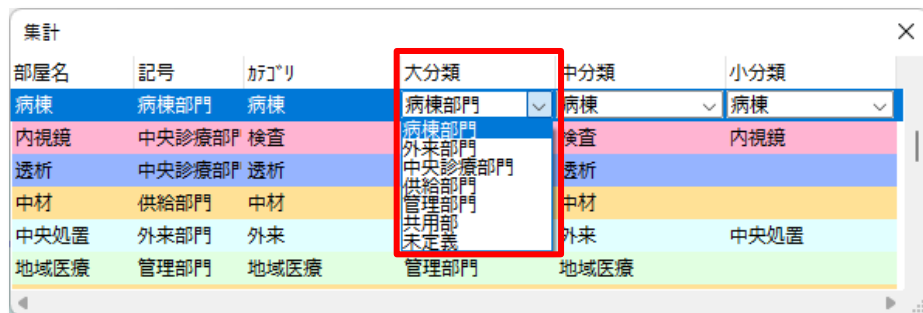 集計
部屋名 記号 ｶﾃｺﾞﾘ 大分類 中分類 小分類
病棟 病棟部門 病棟 病棟部門 病棟 病棟
病棟部門
内視鏡 中央診療部門 検査 外来部門 検査 内視鏡
中央診療部門
透析 中央診療部門 透析 供給部門 透析
中材 供給部門 中材 管理部門 中材
共用部
中央処置 外来部門 外来 未定義 外来 中央処置
地域医療 管理部門 地域医療 管理部門 地域医療